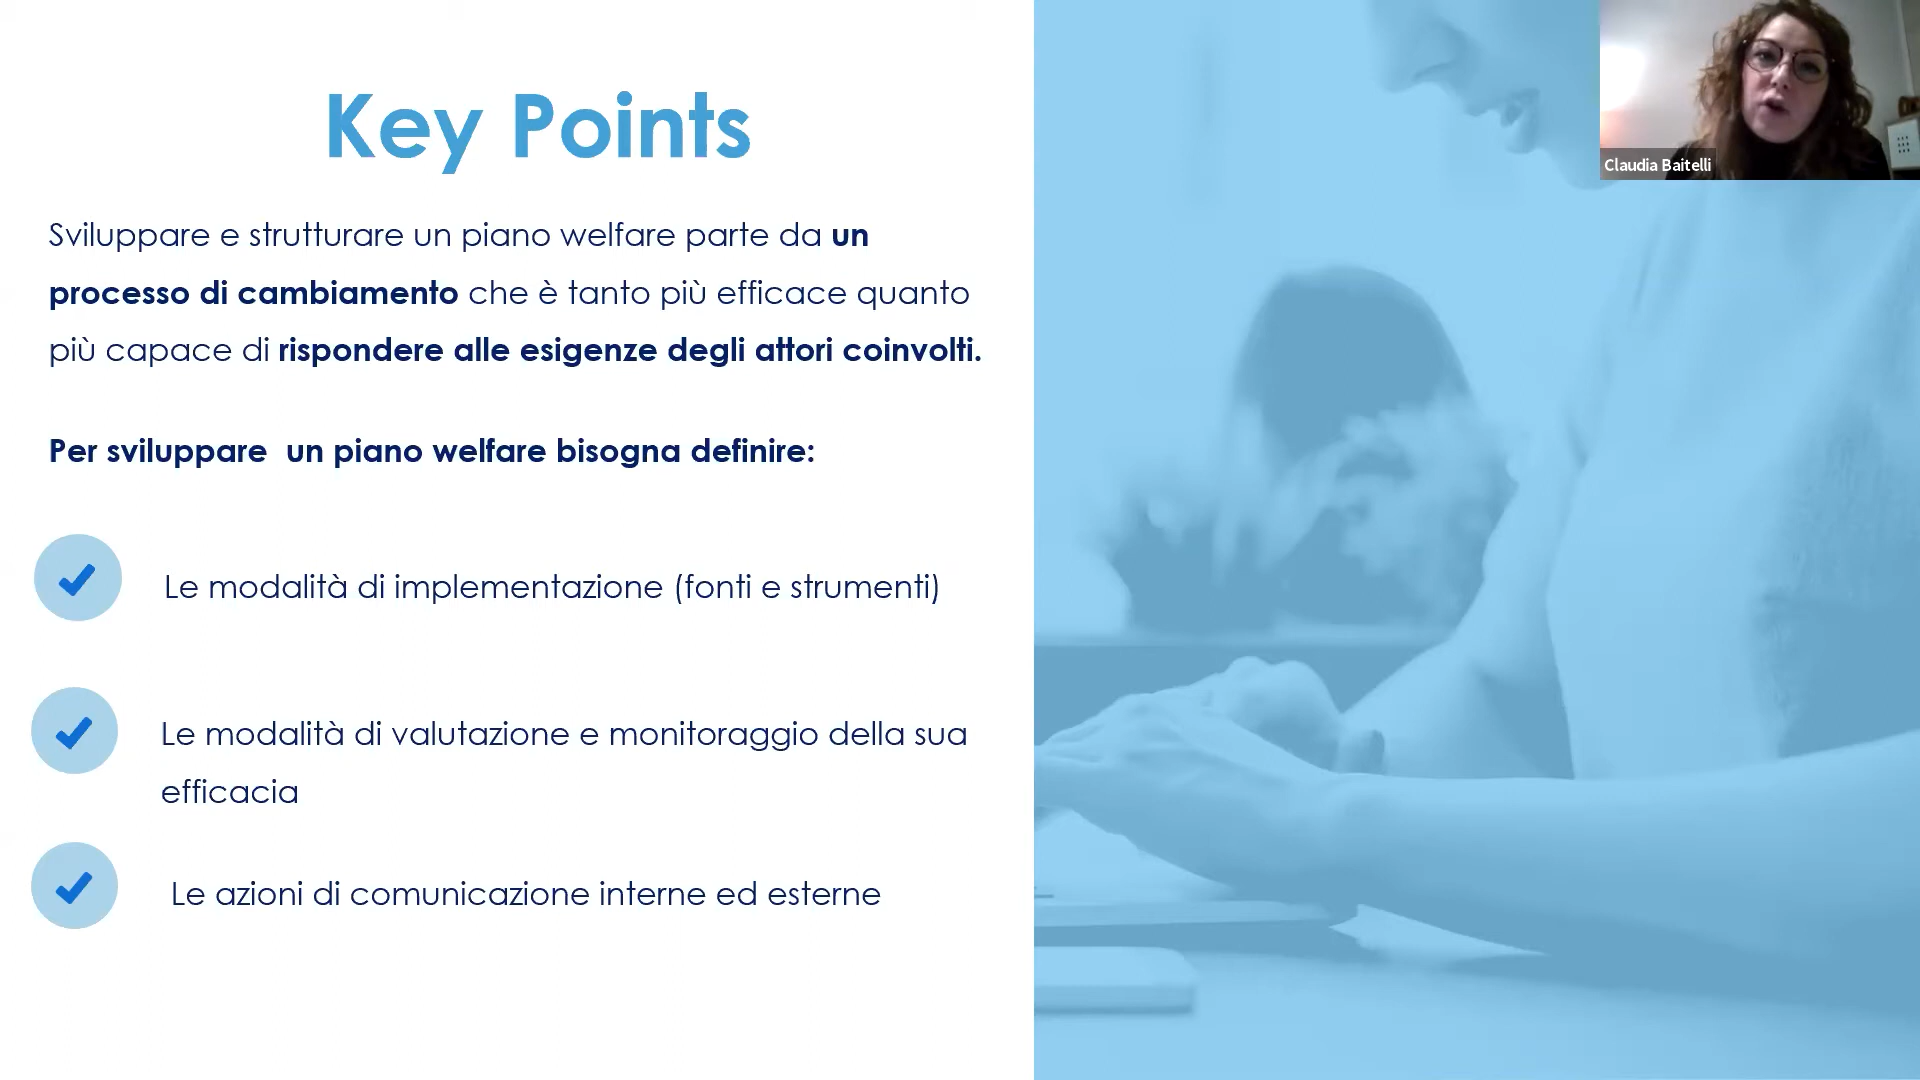 Key Points
Sviluppare e strutturare un piano welfare parte da un
processo di cambiamento che è tanto più efficace quanto
più capace di rispondere alle esigenze degli attori coinvolti.
Per sviluppare  un piano welfare bisogna definire:
Le modalità di implementazione (fonti e strumenti)
Le modalità di valutazione e monitoraggio della sua
efficacia
Le azioni di comunicazione interne ed esterne
Claudia Baitelli